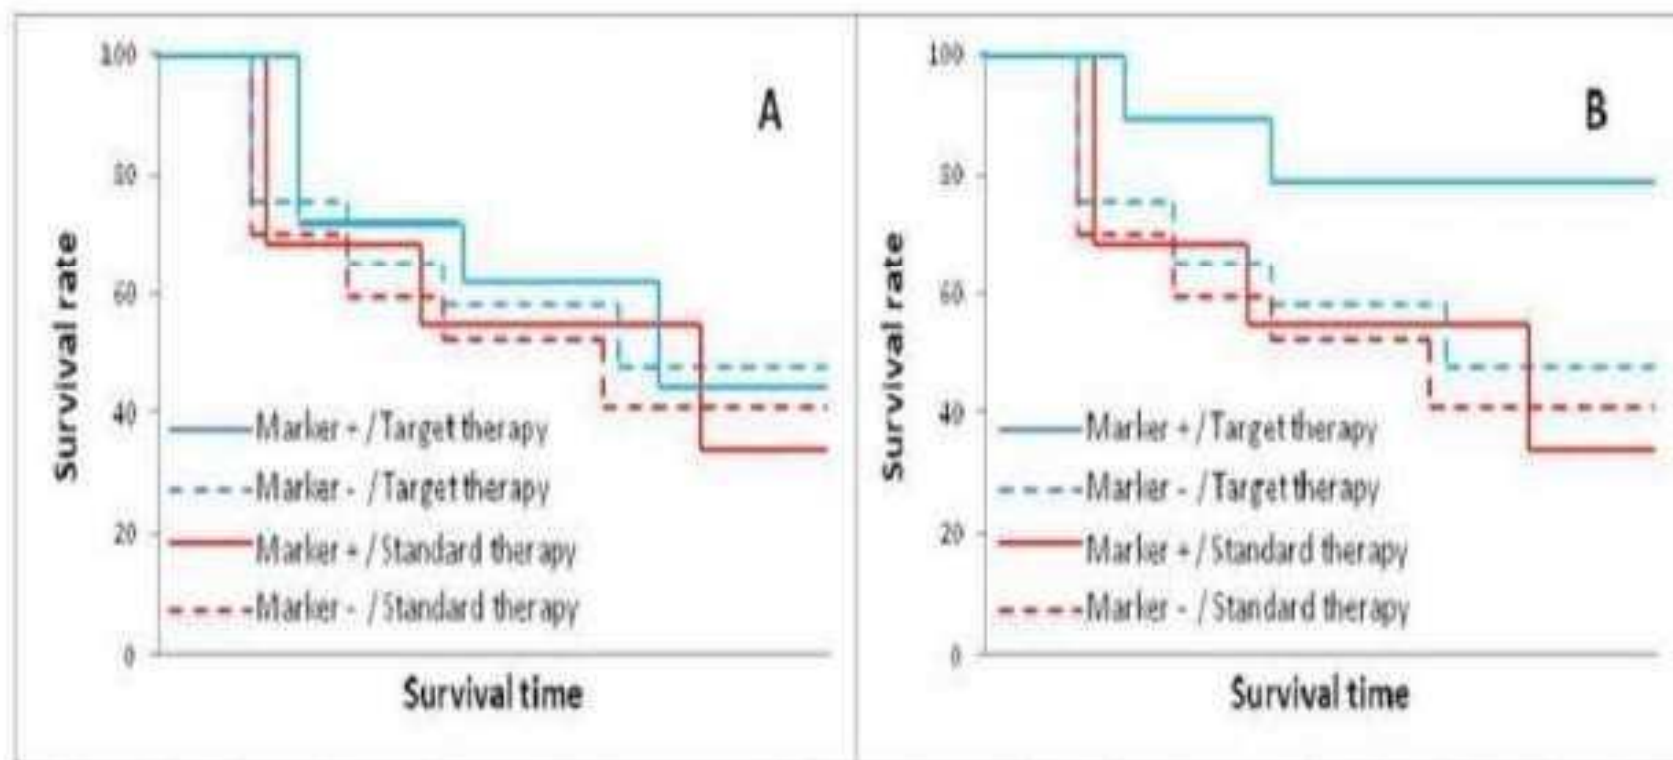 A
100
80
60
40
20
0
Survival rate
Marker + / Target therapy
Marker - / Target therapy
Marker + / Standard therapy
Marker - / Standard therapy
Survival time
B
100
80
60
40
20
0
Survival rate
Marker + / Target therapy
Marker - / Target therapy
Marker + / Standard therapy
Marker - / Standard therapy
Survival time